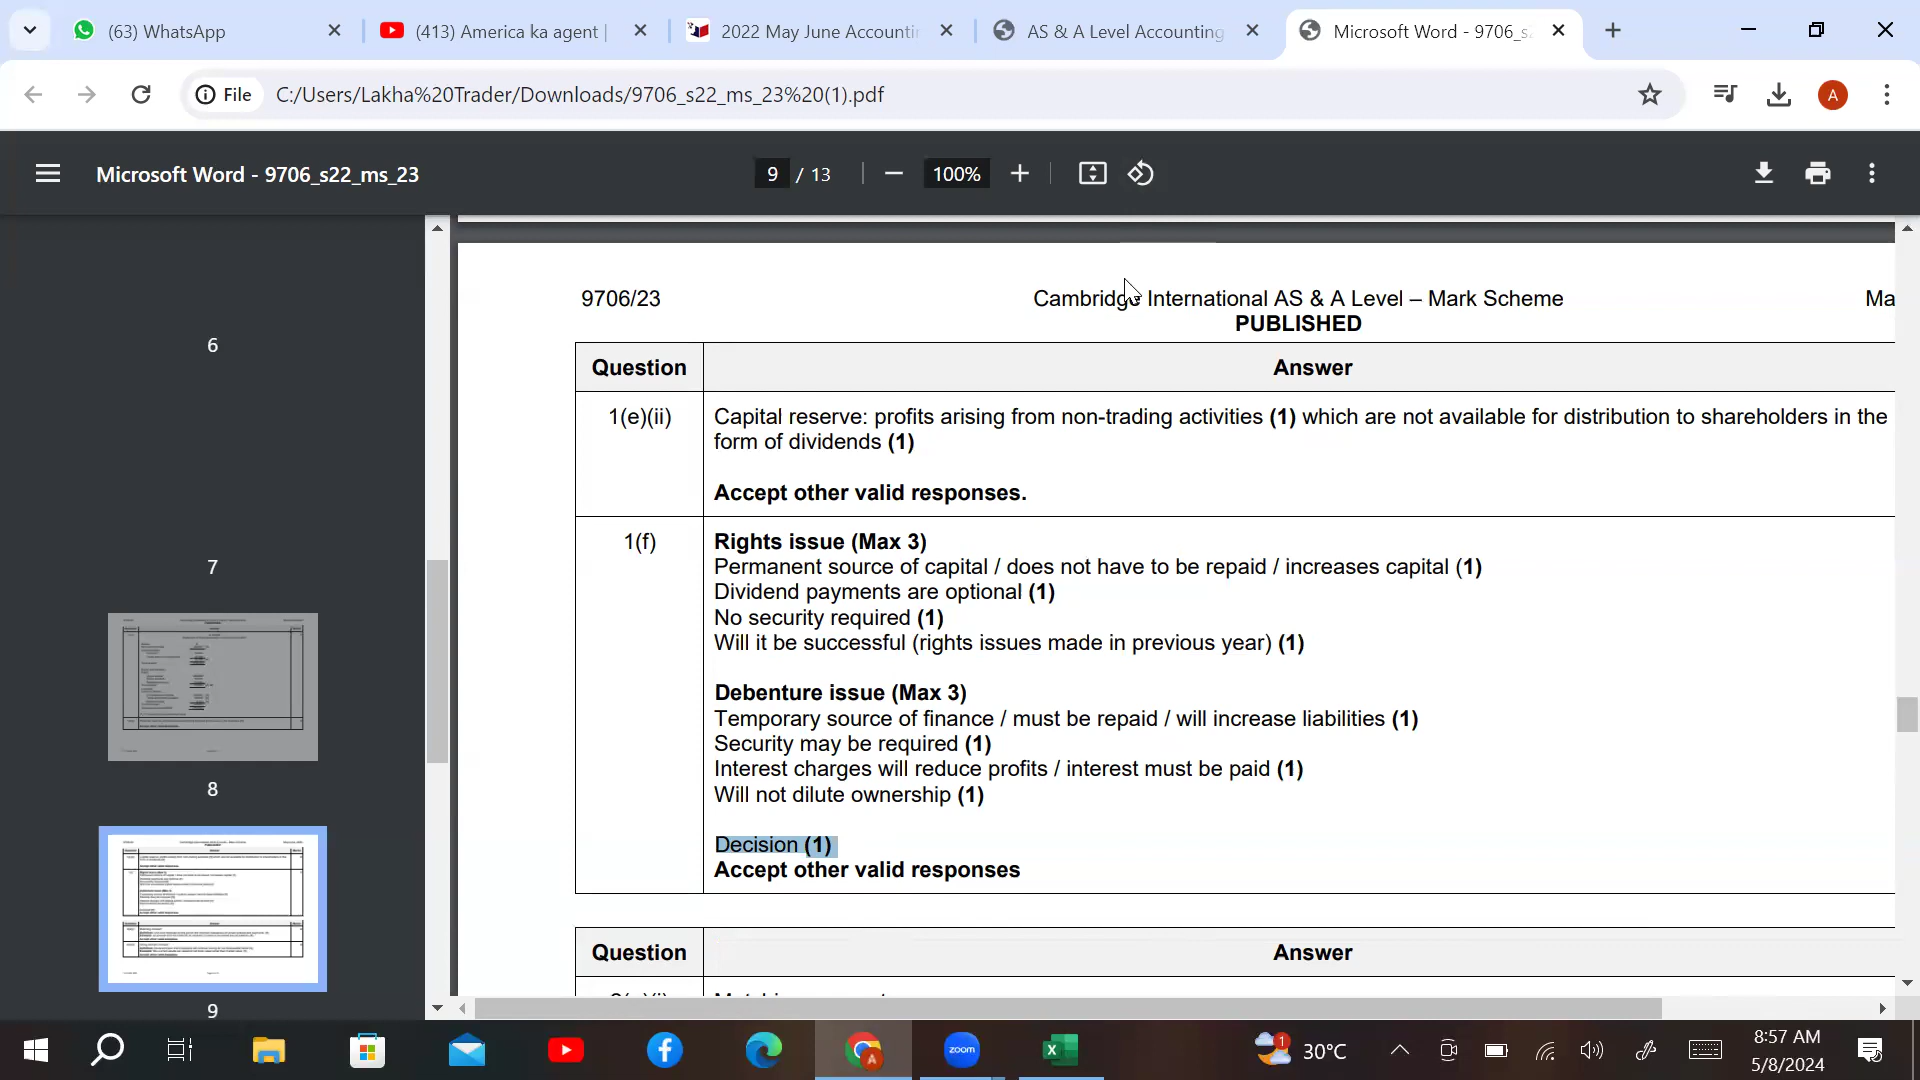 (63) WhatsApp
(413) America ka agent |
2022 May June Accountin
AS & A Level Accounting
Microsoft Word - 9706_s2
File
C:/Users/Lakha%20Trader/Downloads/9706_s22_ms_23%20(1).pdf
A
Microsoft Word - 9706_s22_ms_23
9 / 13
100%
6
7
8
9
9706/23
Cambridge International AS & A Level – Mark Scheme
Ma
PUBLISHED
Question
Answer
1(e)(ii)
Capital reserve: profits arising from non-trading activities (1) which are not available for distribution to shareholders in the
form of dividends (1)
Accept other valid responses.
1(f)
Rights issue (Max 3)
Permanent source of capital / does not have to be repaid / increases capital (1)
Dividend payments are optional (1)
No security required (1)
Will it be successful (rights issues made in previous year) (1)
Debenture issue (Max 3)
Temporary source of finance / must be repaid / will increase liabilities (1)
Security may be required (1)
Interest charges will reduce profits / interest must be paid (1)
Will not dilute ownership (1)
Decision (1)
Accept other valid responses
Question
Answer
zoom
A
1
30°C
8:57 AM
5/8/2024